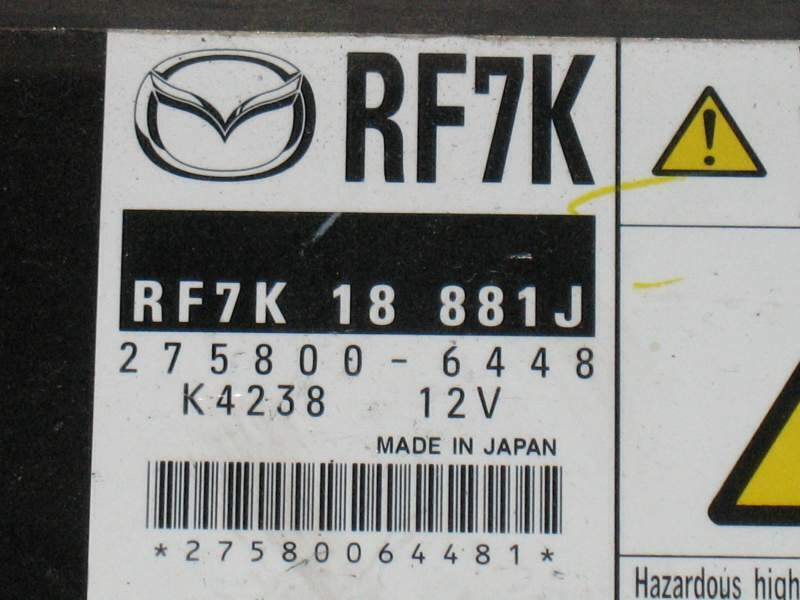 RF7K
RF7K 18 881J
275800-6448
K4238 12V
MADE IN JAPAN
*27580064481*
Hazardous high